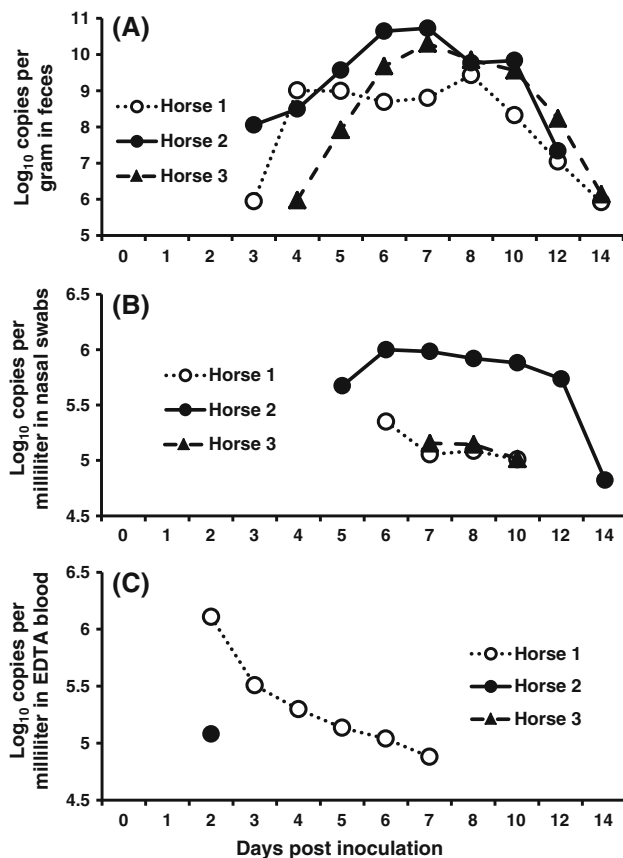 (A)
Log10 copies per
gram in feces
11
10
9
8
7
6
5
Horse 1
Horse 2
Horse 3
0 1 2 3 4 5 6 7 8 10 12 14
(B)
Log10 copies per
milliliter in nasal swabs
6.5
6
5.5
5
4.5
Horse 1
Horse 2
Horse 3
0 1 2 3 4 5 6 7 8 10 12 14
(C)
Log10 copies per
milliliter in EDTA blood
6.5
6
5.5
5
4.5
Horse 1
Horse 2
Horse 3
0 1 2 3 4 5 6 7 8 10 12 14
Days post inoculation